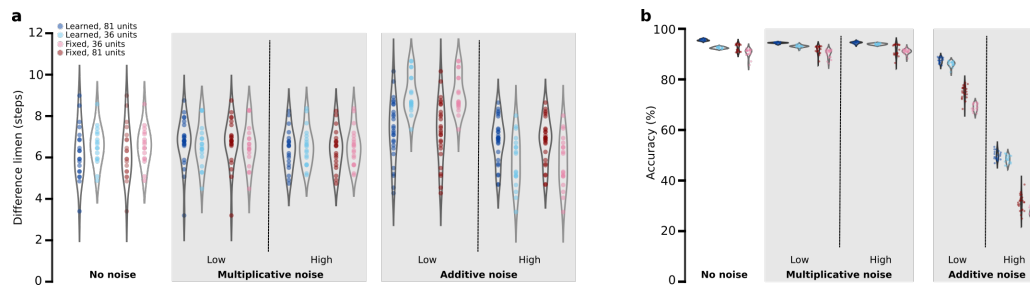 a
Learned, 81 units
Learned, 36 units
Fixed, 36 units
Fixed, 81 units
Difference limen (steps)
12
10
8
6
4
2
0
No noise
Low
High
Multiplicative noise
Low
High
Additive noise
b
Accuracy (%)
100
80
60
40
20
0
No noise
Low
High
Multiplicative noise
Low
High
Additive noise